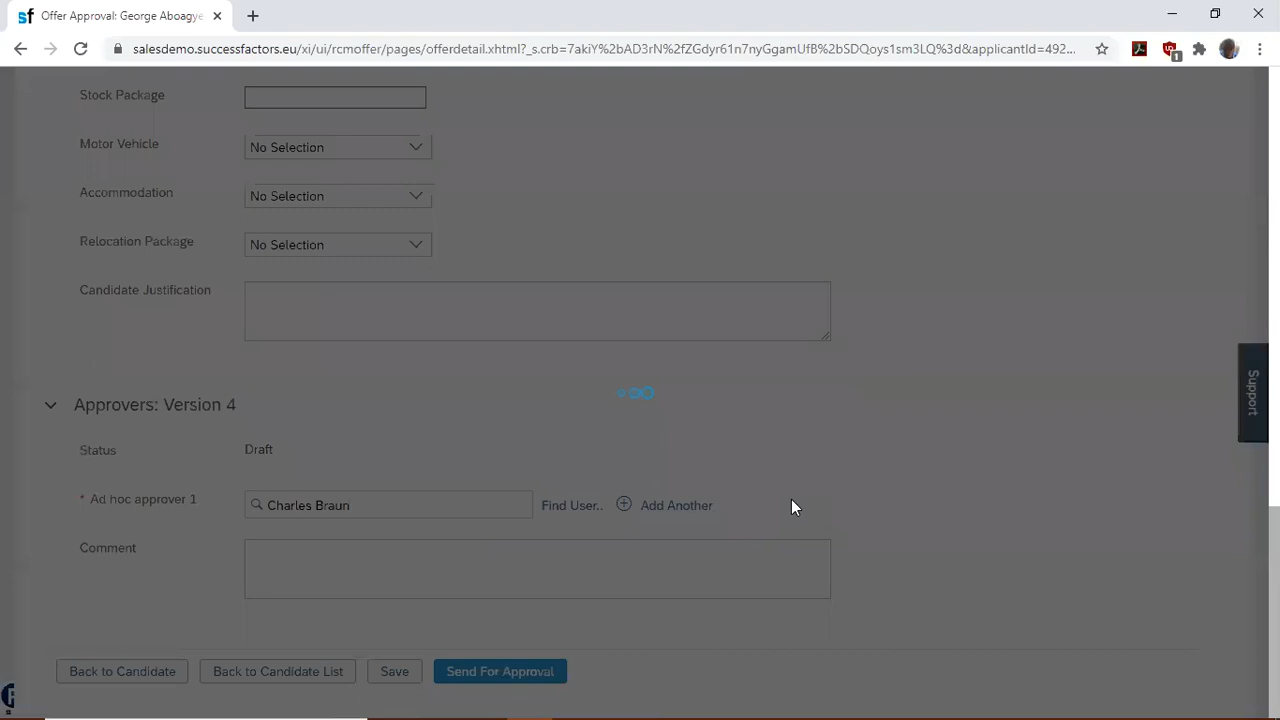 Offer Approval: George Aboagye
salesdemo.successfactors.eu/xi/ui/rcmoffer/pages/offerdetail.xhtml?_s.crb=7akiY%2bAD3rN%2fZGdyr61n7nyGgamUfB%2bSDQoys1sm3LQ%3d&applicantId=492...
Stock Package
Motor Vehicle No Selection
Accommodation No Selection
Relocation Package No Selection
Candidate Justification
Support
Approvers: Version 4
Status Draft
* Ad hoc approver 1 Charles Braun Find User.. Add Another
Comment
Back to Candidate Back to Candidate List Save Send For Approval